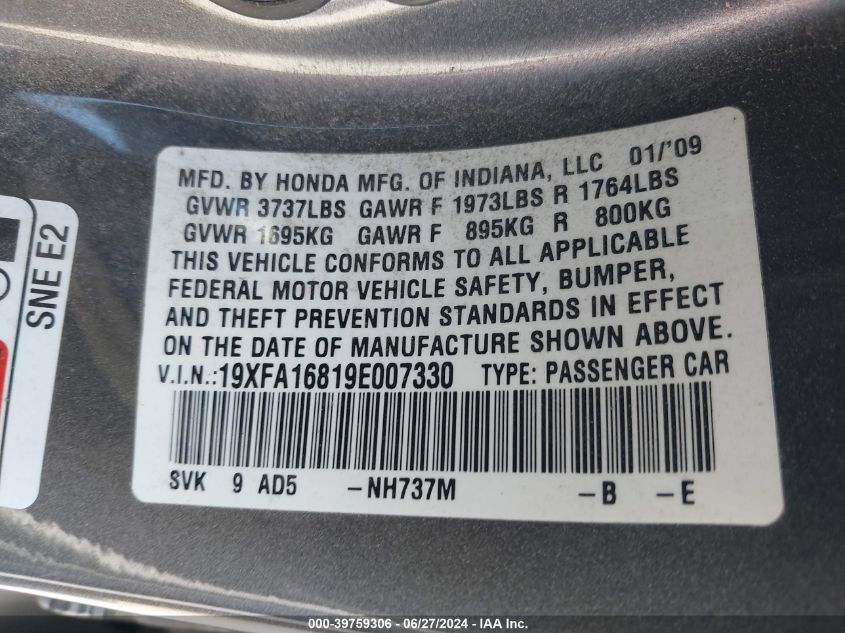 MFD. BY HONDA MFG. OF INDIANA, LLC 01/'09
GVWR 3737LBS GAWR F 1973LBS R 1764LBS
GVWR 1695KG GAWR F 895KG R 800KG
THIS VEHICLE CONFORMS TO ALL APPLICABLE
FEDERAL MOTOR VEHICLE SAFETY, BUMPER,
AND THEFT PREVENTION STANDARDS IN EFFECT
ON THE DATE OF MANUFACTURE SHOWN ABOVE.
V.I.N.:19XFA16819E007330 TYPE: PASSENGER CAR
SVK 9 AD5 -NH737M -B -E
SNE E2
000-39759306 - 06/27/2024 - IAA Inc.